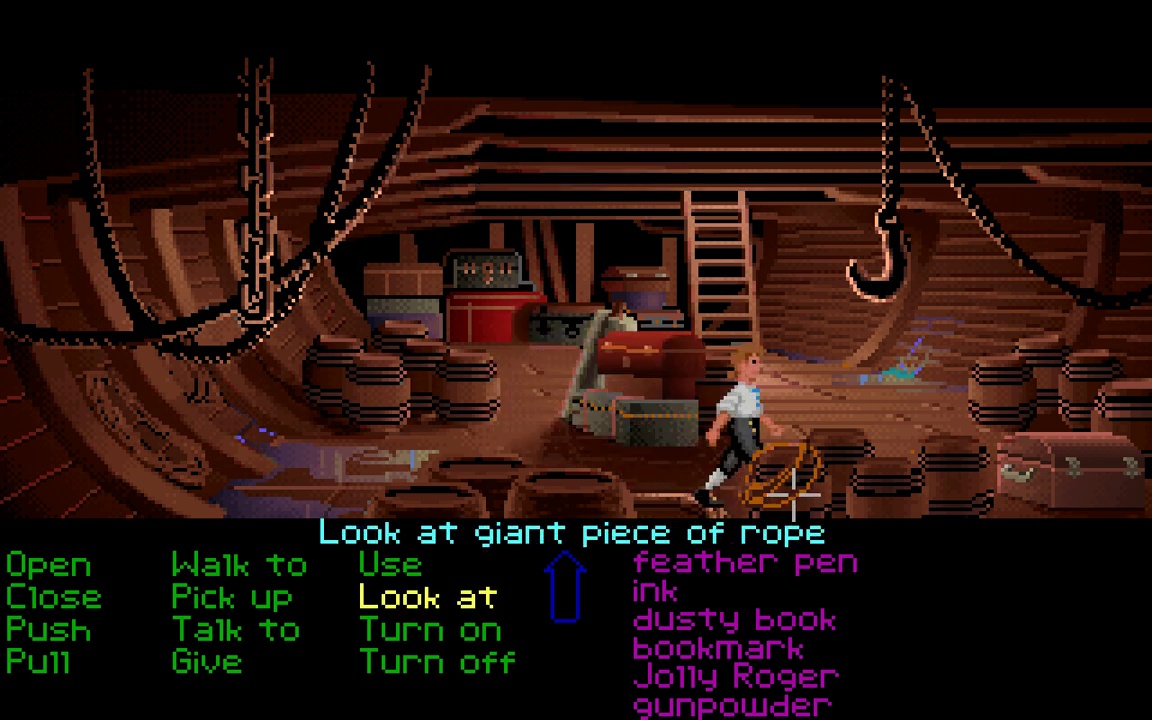 Look at giant piece of rope
Open Walk to Use feather pen
Close Pick up Look at ink
Push Talk to Turn on dusty book
Pull Give Turn off bookmark
Jolly Roger
gunpowder